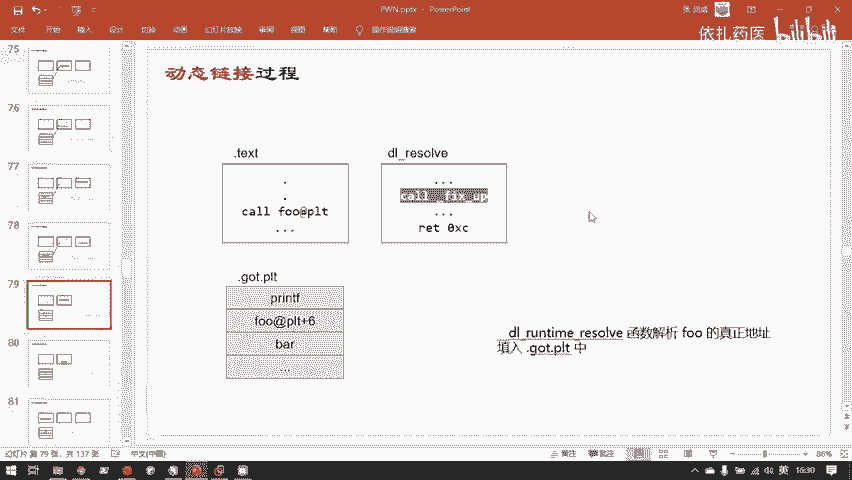 PWN.pptx - PowerPoint
文件 开始 插入 设计 切换 动画 幻灯片放映 审阅 视图 帮助 操作说明搜索
依扎药医 bilibili
75
76
77
78
79
80
81
动态链接过程
.text
.
.
call foo@plt
...
dl_resolve
...
call _fix_up
...
ret 0xc
.got.plt
printf
foo@plt+6
bar
...
dl_runtime_resolve 函数解析 foo 的真正地址
填入 .got.plt 中
幻灯片 第 79 张，共 137 张 中文(中国)
备注 批注 86%
英 16:30